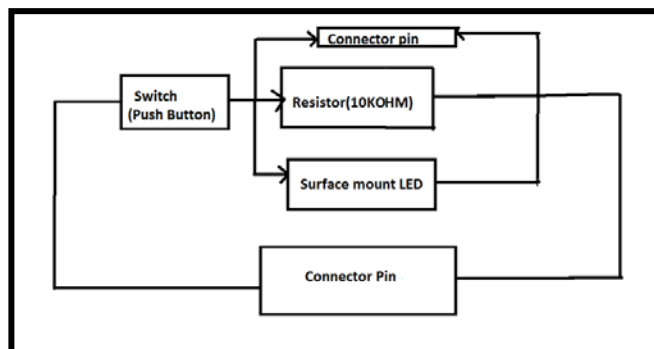 Connector pin
Switch
(Push Button)
Resistor(10KOHM)
Surface mount LED
Connector Pin